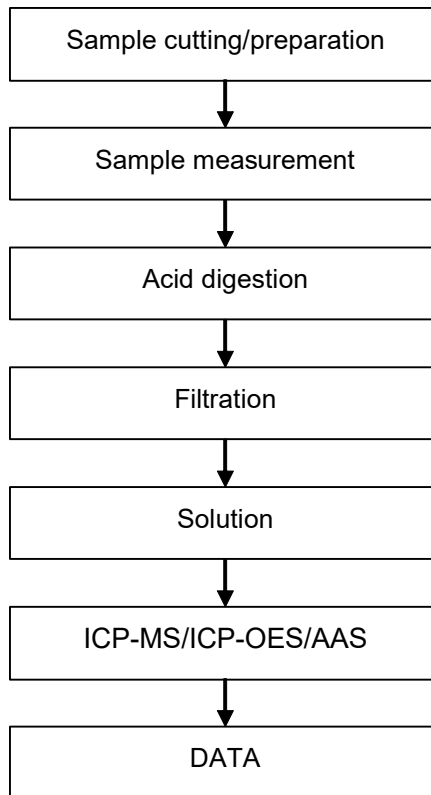 Sample cutting/preparation
Sample measurement
Acid digestion
Filtration
Solution
ICP-MS/ICP-OES/AAS
DATA